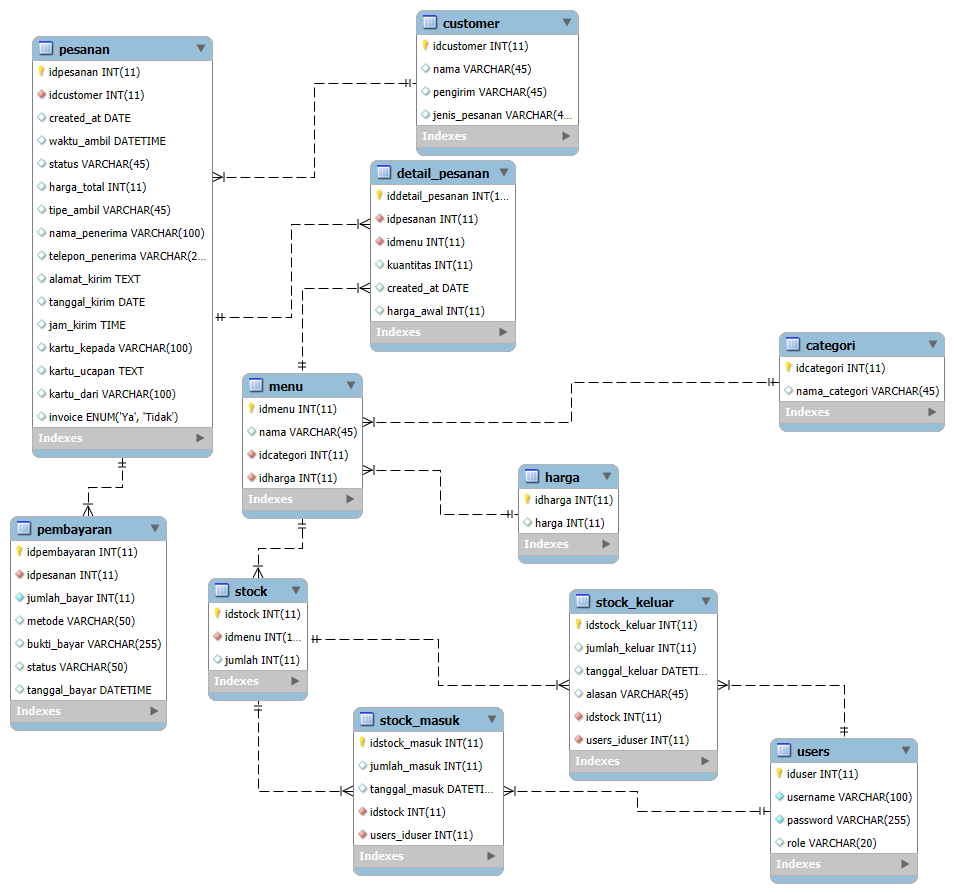 customer
idcustomer INT(11)
nama VARCHAR(45)
pengirim VARCHAR(45)
jenis_pesanan VARCHAR(4...
Indexes
pesanan
idpesanan INT(11)
idcustomer INT(11)
created_at DATE
waktu_ambil DATETIME
status VARCHAR(45)
harga_total INT(11)
tipe_ambil VARCHAR(45)
nama_penerima VARCHAR(100)
telepon_penerima VARCHAR(2...
alamat_kirim TEXT
tanggal_kirim DATE
jam_kirim TIME
kartu_kepada VARCHAR(100)
kartu_ucapan TEXT
kartu_dari VARCHAR(100)
invoice ENUM('Ya', 'Tidak')
Indexes
detail_pesanan
iddetail_pesanan INT(1...
idpesanan INT(11)
idmenu INT(11)
kuantitas INT(11)
created_at DATE
harga_awal INT(11)
Indexes
categori
idcategori INT(11)
nama_categori VARCHAR(45)
Indexes
menu
idmenu INT(11)
nama VARCHAR(45)
idcategori INT(11)
idharga INT(11)
Indexes
harga
idharga INT(11)
harga INT(11)
Indexes
pembayaran
idpembayaran INT(11)
idpesanan INT(11)
jumlah_bayar INT(11)
metode VARCHAR(50)
bukti_bayar VARCHAR(255)
status VARCHAR(50)
tanggal_bayar DATETIME
Indexes
stock
idstock INT(11)
idmenu INT(1...
jumlah INT(11)
Indexes
stock_keluar
idstock_keluar INT(11)
jumlah_keluar INT(11)
tanggal_keluar DATETI...
alasan VARCHAR(45)
idstock INT(11)
users_iduser INT(11)
Indexes
stock_masuk
idstock_masuk INT(11)
jumlah_masuk INT(11)
tanggal_masuk DATETI...
idstock INT(11)
users_iduser INT(11)
Indexes
users
iduser INT(11)
username VARCHAR(100)
password VARCHAR(255)
role VARCHAR(20)
Indexes